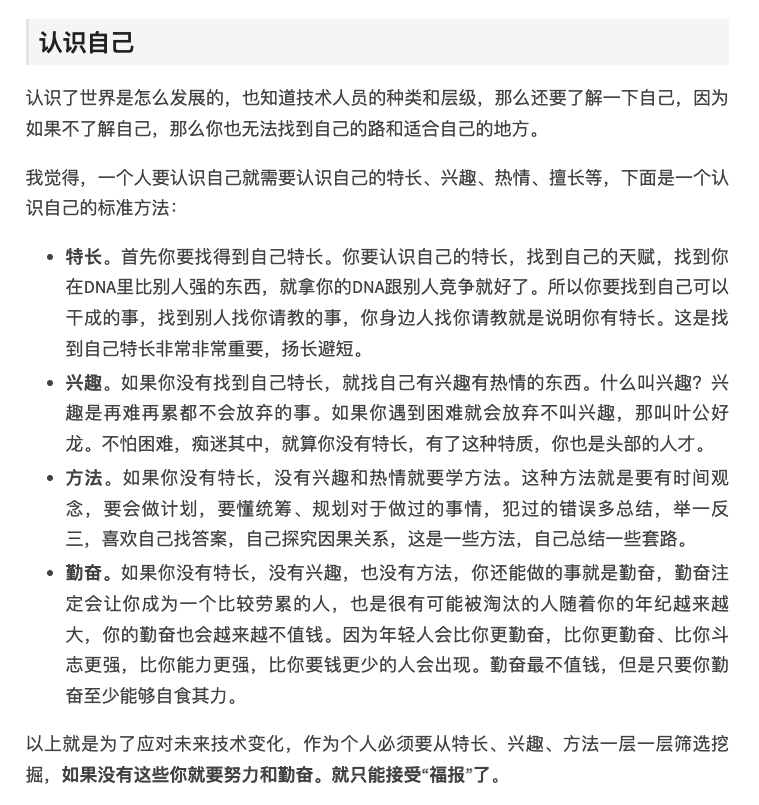 认识自己
认识了世界是怎么发展的，也知道技术人员的种类和层级，那么还要了解一下自己，因为
如果不了解自己，那么你也无法找到自己的路和适合自己的地方。
我觉得，一个人要认识自己就需要认识自己的特长、兴趣、热情、擅长等，下面是一个认
识自己的标准方法：
• 特长。首先你要找得到自己特长。你要认识自己的特长，找到自己的天赋，找到你
在DNA里比别人强的东西，就拿你的DNA跟别人竞争就好了。所以你要找到自己可以
干成的事，找到别人找你请教的事，你身边人找你请教就是说明你有特长。这是找
到自己特长非常非常重要，扬长避短。
• 兴趣。如果你没有找到自己特长，就找自己有兴趣有热情的东西。什么叫兴趣？兴
趣是再难再累都不会放弃的事。如果你遇到困难就会放弃不叫兴趣，那叫叶公好
龙。不怕困难，痴迷其中，就算你没有特长，有了这种特质，你也是头部的人才。
• 方法。如果你没有特长，没有兴趣和热情就要学方法。这种方法就是要有时间观
念，要会做计划，要懂统筹、规划对于做过的事情，犯过的错误多总结，举一反
三，喜欢自己找答案，自己探究因果关系，这是一些方法，自己总结一些套路。
• 勤奋。如果你没有特长，没有兴趣，也没有方法，你还能做的事就是勤奋，勤奋注
定会让你成为一个比较劳累的人，也是很有可能被淘汰的人随着你的年纪越来越
大，你的勤奋也会越来越不值钱。因为年轻人会比你更勤奋，比你更勤奋、比你斗
志更强，比你能力更强，比你要钱更少的人会出现。勤奋最不值钱，但是只要你勤
奋至少能够自食其力。
以上就是为了应对未来技术变化，作为个人必须要从特长、兴趣、方法一层一层筛选挖
掘，如果没有这些你就要努力和勤奋。就只能接受“福报”了。